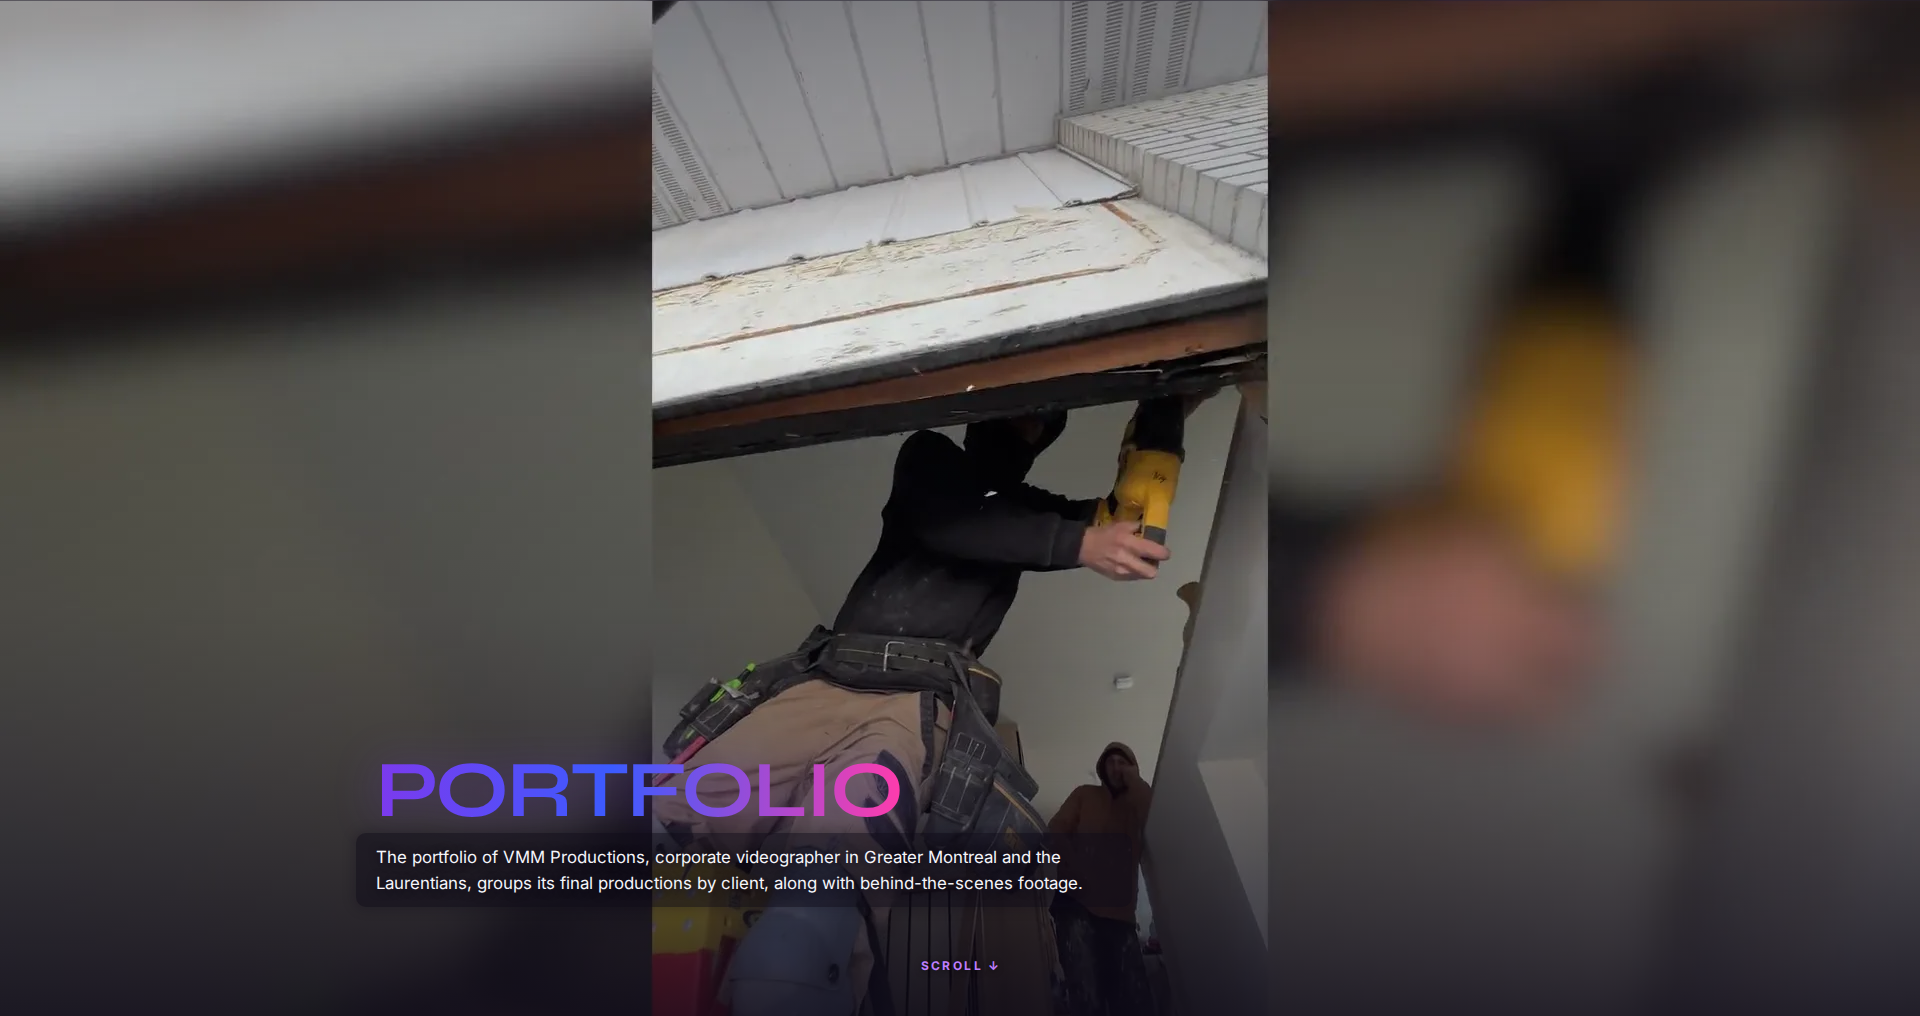 PORTFOLIO
The portfolio of VMM Productions, corporate videographer in Greater Montreal and the
Laurentians, groups its final productions by client, along with behind-the-scenes footage.
SCROLL ↓